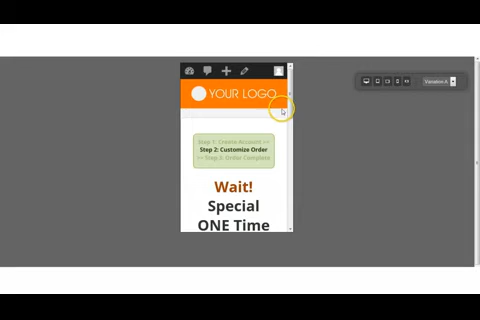 Variation A
YOUR LOGO
Step 1: Create Account >>
Step 2: Customize Order
>> Step 3: Order Complete
Wait!
Special
ONE Time